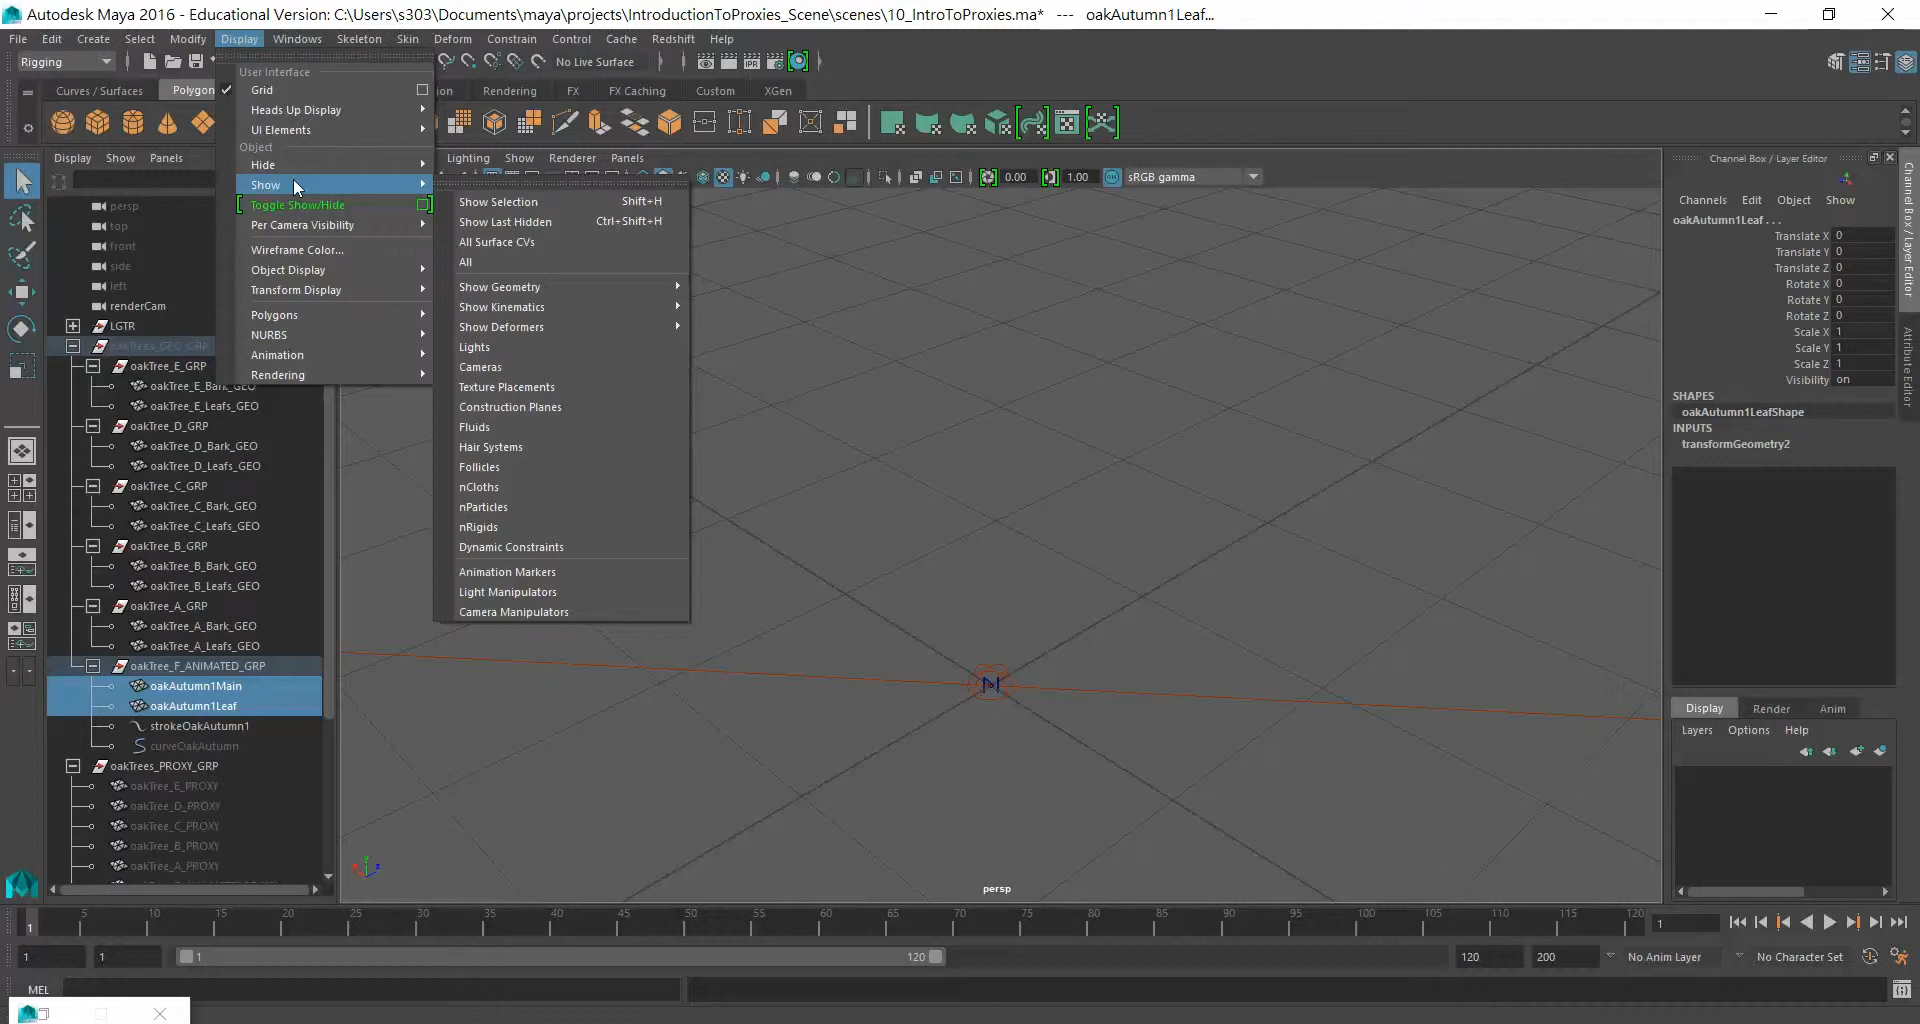 Autodesk Maya 2016 - Educational Version: C:\Users\s303\Documents\maya\projects\IntroductionToProxies_Scene\scenes\10_IntroToProxies.ma* --- oakAutumn1Leaf...
File Edit Create Select Modify Display Windows Skeleton Skin Deform Constrain Control Cache Redshift Help
Rigging No Live Surface
Curves / Surfaces Polygon Rendering FX FX Caching Custom XGen
Display Show Panels
Lighting Show Renderer Panels
0.00 1.00 sRGB gamma
User Interface
Grid
Heads Up Display
UI Elements
Object
Hide
Show
Toggle Show/Hide
Per Camera Visibility
Wireframe Color...
Object Display
Transform Display
Polygons
NURBS
Animation
Rendering
Show Selection Shift+H
Show Last Hidden Ctrl+Shift+H
All Surface CVs
All
Show Geometry
Show Kinematics
Show Deformers
Lights
Cameras
Texture Placements
Construction Planes
Fluids
Hair Systems
Follicles
nCloths
nParticles
nRigids
Dynamic Constraints
Animation Markers
Light Manipulators
Camera Manipulators
persp
top
front
side
left
renderCam
LGTR
oakTrees_GEO_GRP
oakTree_E_GRP
oakTree_E_Bark_GEO
oakTree_E_Leafs_GEO
oakTree_D_GRP
oakTree_D_Bark_GEO
oakTree_D_Leafs_GEO
oakTree_C_GRP
oakTree_C_Bark_GEO
oakTree_C_Leafs_GEO
oakTree_B_GRP
oakTree_B_Bark_GEO
oakTree_B_Leafs_GEO
oakTree_A_GRP
oakTree_A_Bark_GEO
oakTree_A_Leafs_GEO
oakTree_F_ANIMATED_GRP
oakAutumn1Main
oakAutumn1Leaf
strokeOakAutumn1
curveOakAutumn
oakTrees_PROXY_GRP
oakTree_E_PROXY
oakTree_D_PROXY
oakTree_C_PROXY
oakTree_B_PROXY
oakTree_A_PROXY
persp
Channel Box / Layer Editor
Channels Edit Object Show
oakAutumn1Leaf . . .
Translate X 0
Translate Y 0
Translate Z 0
Rotate X 0
Rotate Y 0
Rotate Z 0
Scale X 1
Scale Y 1
Scale Z 1
Visibility on
SHAPES
oakAutumn1LeafShape
INPUTS
transformGeometry2
Display Render Anim
Layers Options Help
Channel Box / Layer Editor
Attribute Editor
5 10 15 20 25 30 35 40 45 50 55 60 65 70 75 80 85 90 95 100 105 110 115 120
1 1
1 1 1 120 120 200 No Anim Layer No Character Set
MEL